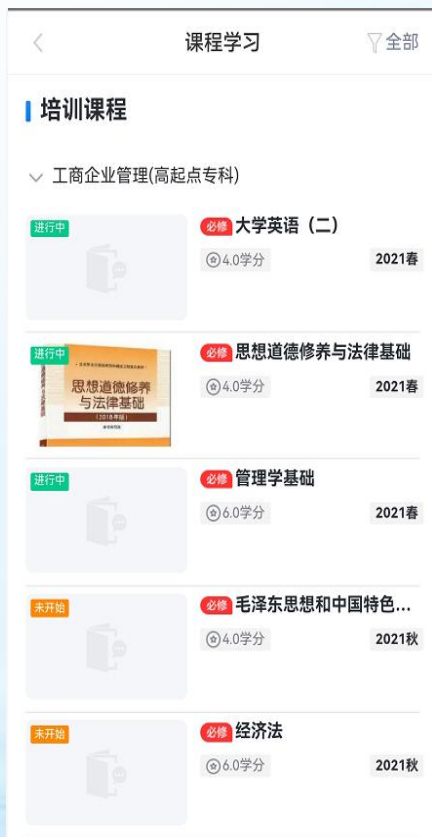 课程学习
全部
培训课程
工商企业管理(高起点专科)
进行中
必修 大学英语（二）
4.0学分
2021春
进行中
思想道德修养
与法律基础
(2018年版)
必修 思想道德修养与法律基础
4.0学分
2021春
进行中
必修 管理学基础
6.0学分
2021春
未开始
必修 毛泽东思想和中国特色...
4.0学分
2021秋
未开始
必修 经济法
6.0学分
2021秋